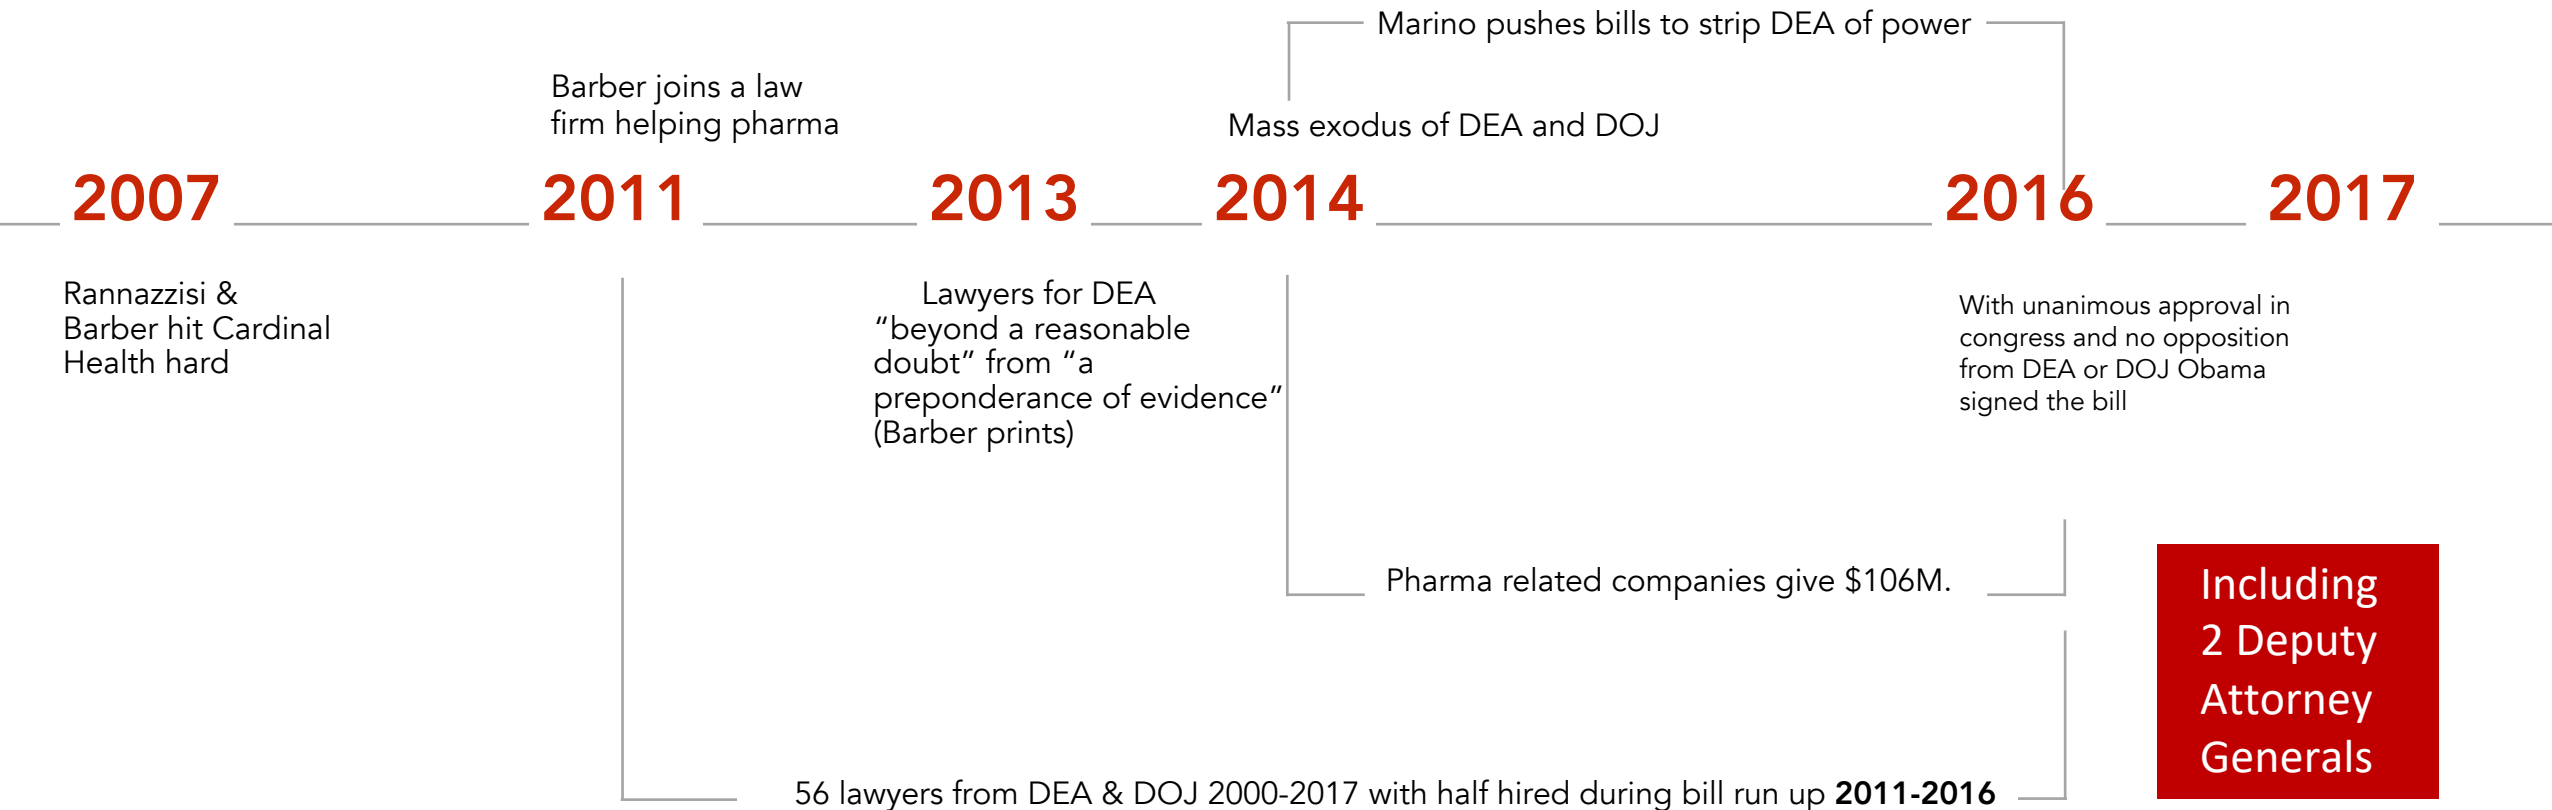 Marino pushes bills to strip DEA of power
Barber joins a law
firm helping pharma
Mass exodus of DEA and DOJ
2007
2011
2013
2014
2016
2017
Rannazzisi &
Barber hit Cardinal
Health hard
Lawyers for DEA
“beyond a reasonable
doubt” from “a
preponderance of evidence”
(Barber prints)
With unanimous approval in
congress and no opposition
from DEA or DOJ Obama
signed the bill
Pharma related companies give $106M.
Including
2 Deputy
Attorney
Generals
56 lawyers from DEA & DOJ 2000-2017 with half hired during bill run up 2011-2016